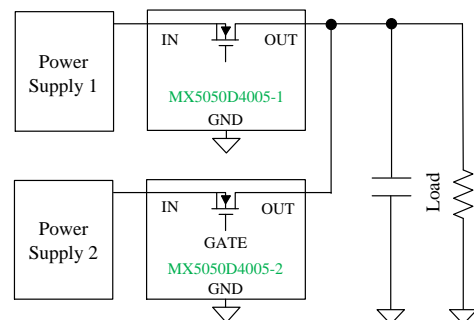 Power
Supply 1
IN
OUT
MX5050D4005-1
GND
Power
Supply 2
IN
OUT
GATE
MX5050D4005-2
GND
Load